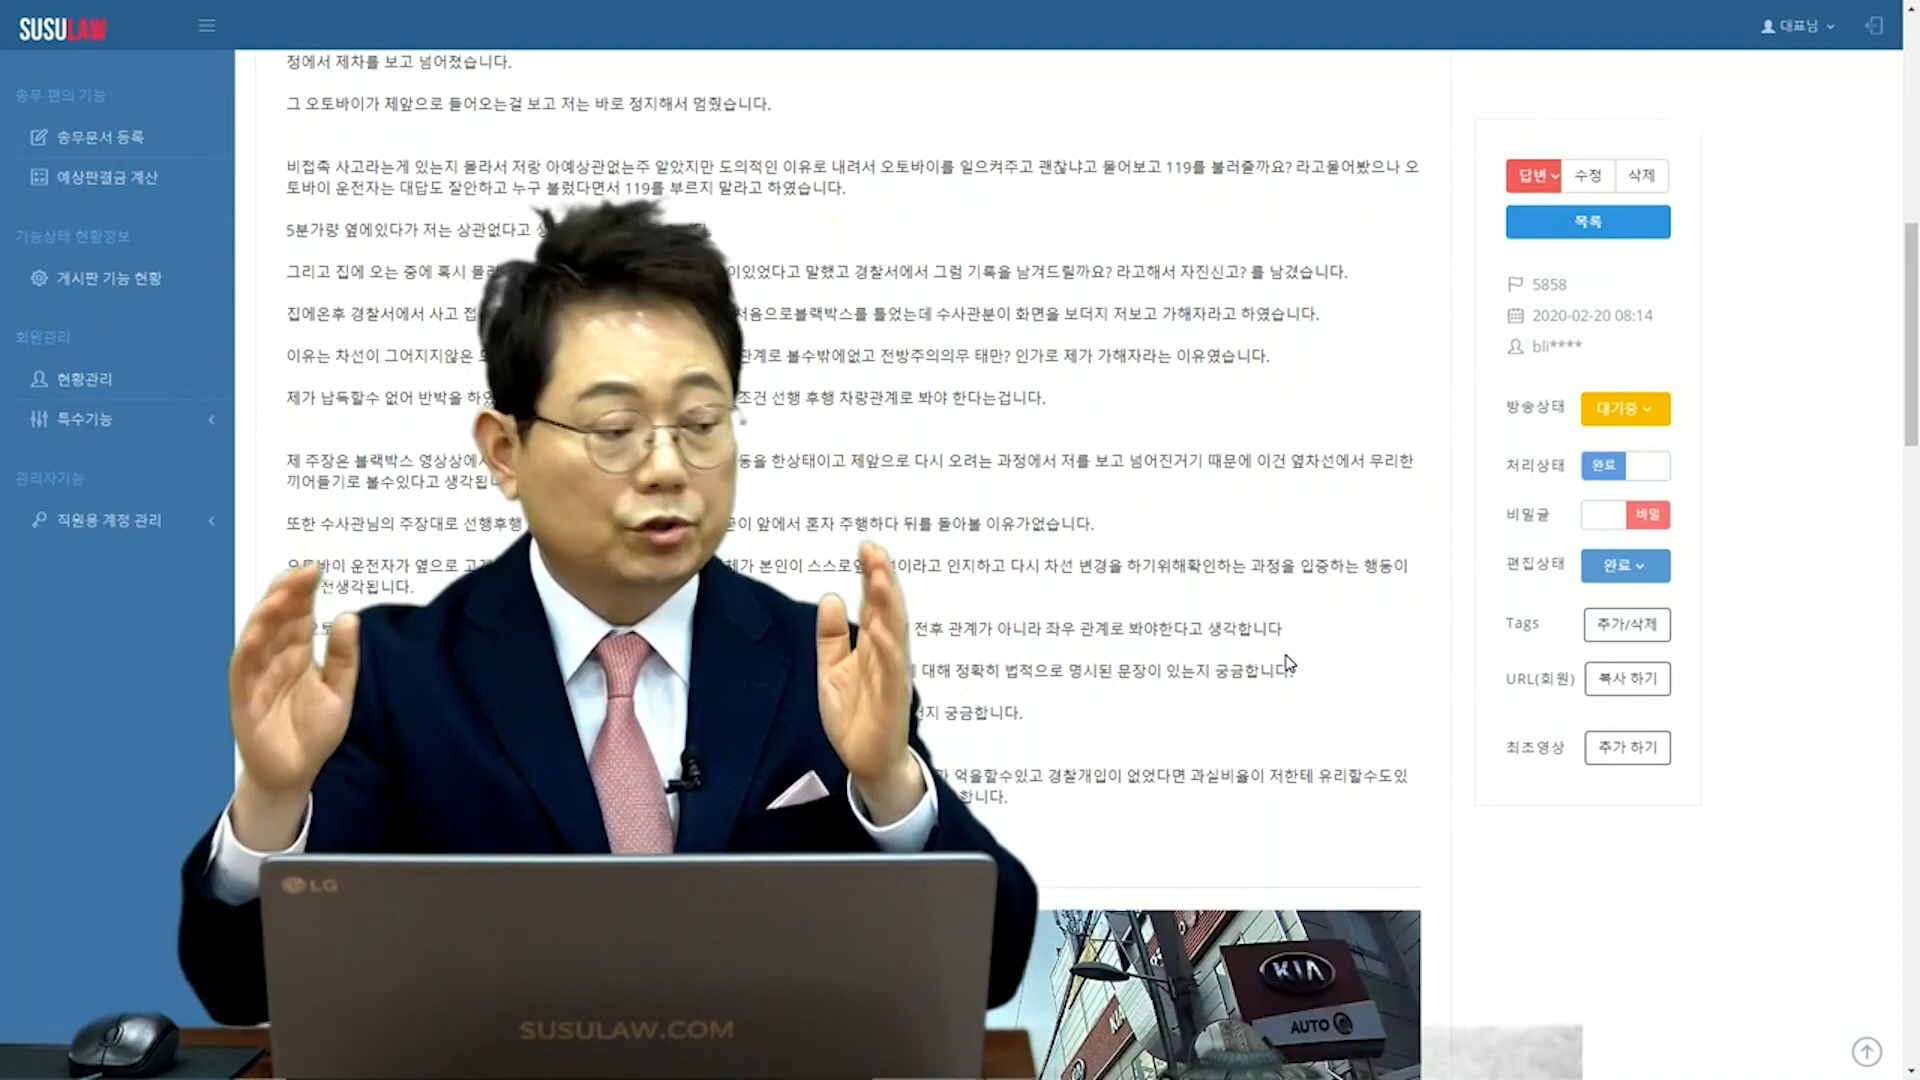 SUSULAW
대표님
송무 편의 기능
송무문서 등록
예상판결금 계산
기능상태 현황정보
게시판 기능 현황
회원관리
현황관리
특수기능
관리자기능
직원용 계정 관리
정에서 제차를 보고 넘어졌습니다.
그 오토바이가 제앞으로 들어오는걸 보고 저는 바로 정지해서 멈췄습니다.
비접촉 사고라는게 있는지 몰라서 저랑 아예상관없는주 알았지만 도의적인 이유로 내려서 오토바이를 일으켜주고 괜찮냐고 물어보고 119를 불러줄까요? 라고물어봤으나 오
토바이 운전자는 대답도 잘안하고 누구 불렀다면서 119를 부르지 말라고 하였습니다.
5분가량 옆에있다가 저는 상관없다고
그리고 집에 오는 중에 혹시 이있었다고 말했고 경찰서에서 그럼 기록을 남겨드릴까요? 라고해서 자진신고? 를 남겼습니다.
집에온후 경찰서에서 사고 처음으로블랙박스를 틀었는데 수사관분이 화면을 보더지 저보고 가해자라고 하였습니다.
이유는 차선이 그어지지않은 관계로 볼수밖에없고 전방주의의무 태만? 인가로 제가 가해자라는 이유였습니다.
제가 납득할수 없어 반박을 조건 선행 후행 차량관계로 봐야 한다는겁니다.
제 주장은 블랙박스 영상상에서 동을 한상태이고 제앞으로 다시 오려는 과정에서 저를 보고 넘어진거기 때문에 이건 옆차선에서 무리한
끼어들기로 볼수있다고 생각됩니
또한 수사관님의 주장대로 선행후행 이 앞에서 혼자 주행하다 뒤를 돌아볼 이유가없습니다.
오토바이 운전자가 옆으로 체가 본인이 스스로 이라고 인지하고 다시 차선 변경을 하기위해확인하는 과정을 입증하는 행동이
전생각됩니다.
전후 관계가 아니라 좌우 관계로 봐야한다고 생각합니다
대해 정확히 법적으로 명시된 문장이 있는지 궁금합니다.
지 궁금합니다.
억울할수있고 경찰개입이 없었다면 과실비율이 저한테 유리할수도있
합니다.
답변 수정 삭제
목록
5858
2020-02-20 08:14
bli****
방송상태 대기중
처리상태 완료
비밀글 비밀
편집상태 완료
Tags 추가/삭제
URL(회원) 복사 하기
최초영상 추가 하기
LG
SUSULAW.COM
KIA
KIA
AUTO Q